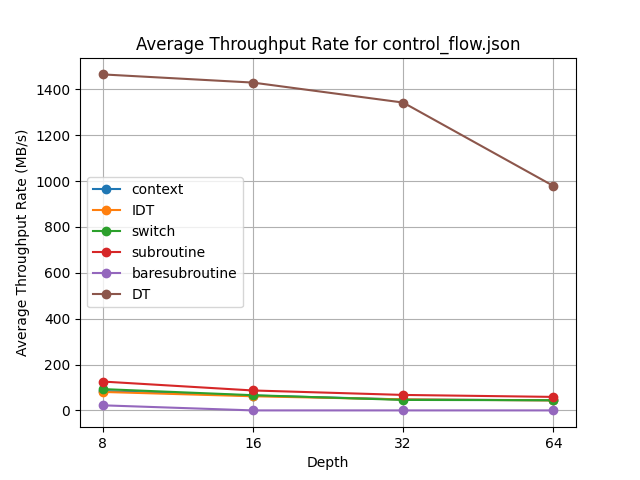 Average Throughput Rate for control_flow.json
Average Throughput Rate (MB/s)
1400
1200
1000
800
600
400
200
0
context
IDT
switch
subroutine
baresubroutine
DT
8
16
32
64
Depth